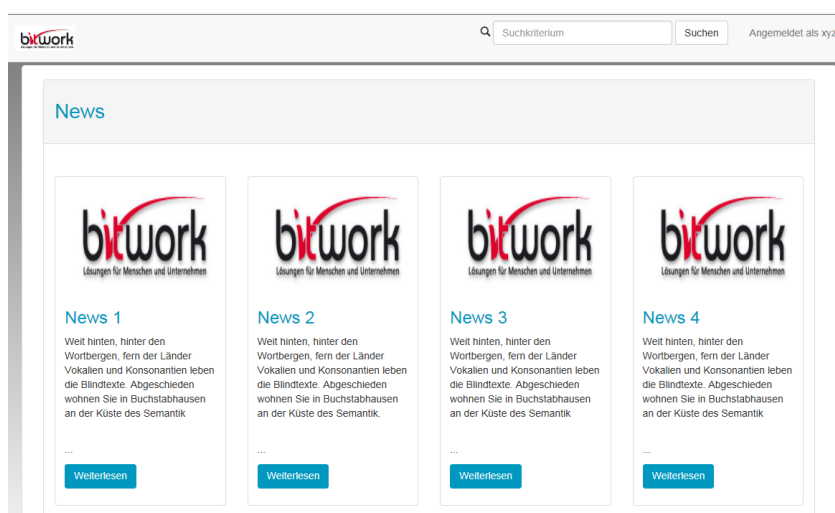 bitwork
Lösungen für Menschen und Unternehmen
Suchkriterium
Suchen
Angemeldet als xyz
News
bitwork
Lösungen für Menschen und Unternehmen
News 1
Weit hinten, hinter den
Wortbergen, fern der Länder
Vokalien und Konsonantien leben
die Blindtexte. Abgeschieden
wohnen Sie in Buchstabhausen
an der Küste des Semantik
...
Weiterlesen
bitwork
Lösungen für Menschen und Unternehmen
News 2
Weit hinten, hinter den
Wortbergen, fern der Länder
Vokalien und Konsonantien leben
die Blindtexte. Abgeschieden
wohnen Sie in Buchstabhausen
an der Küste des Semantik.
...
Weiterlesen
bitwork
Lösungen für Menschen und Unternehmen
News 3
Weit hinten, hinter den
Wortbergen, fern der Länder
Vokalien und Konsonantien leben
die Blindtexte. Abgeschieden
wohnen Sie in Buchstabhausen
an der Küste des Semantik
...
Weiterlesen
bitwork
Lösungen für Menschen und Unternehmen
News 4
Weit hinten, hinter den
Wortbergen, fern der Länder
Vokalien und Konsonantien leben
die Blindtexte. Abgeschieden
wohnen Sie in Buchstabhausen
an der Küste des Semantik
...
Weiterlesen